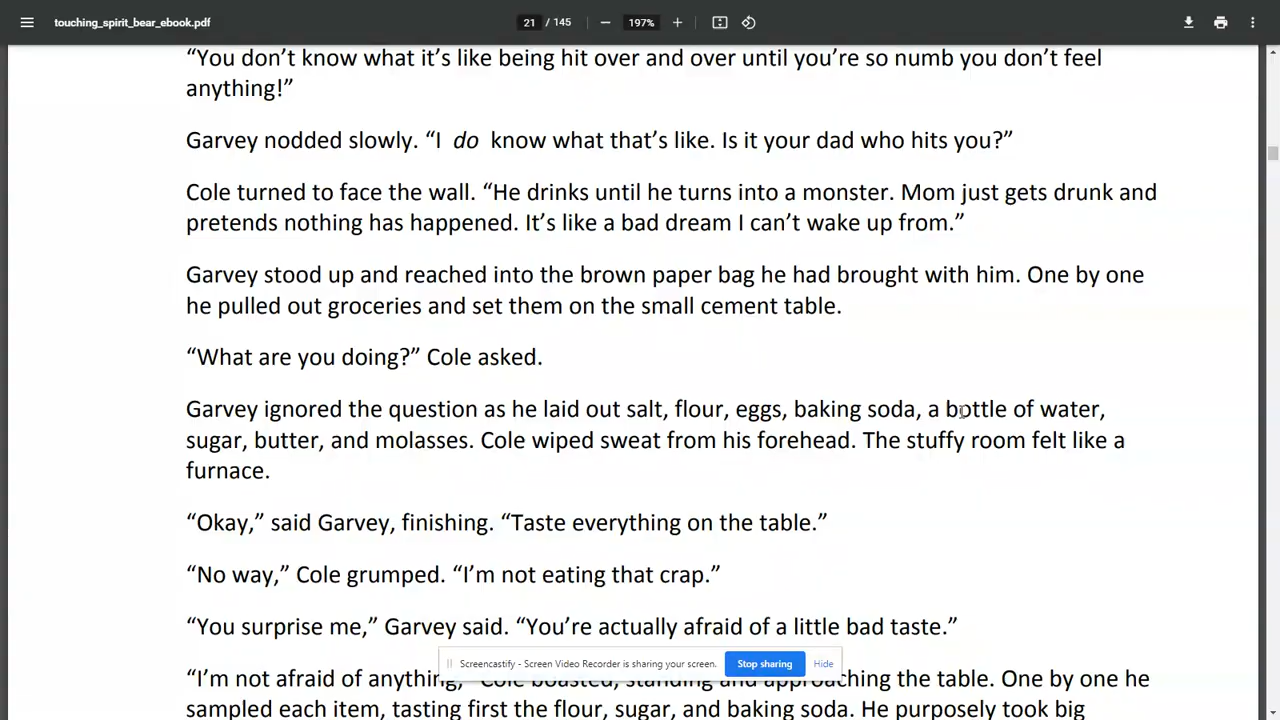 touching_spirit_bear_ebook.pdf 21 / 145 197%
“You don’t know what it’s like being hit over and over until you’re so numb you don’t feel
anything!”
Garvey nodded slowly. “I do know what that’s like. Is it your dad who hits you?”
Cole turned to face the wall. “He drinks until he turns into a monster. Mom just gets drunk and
pretends nothing has happened. It’s like a bad dream I can’t wake up from.”
Garvey stood up and reached into the brown paper bag he had brought with him. One by one
he pulled out groceries and set them on the small cement table.
“What are you doing?” Cole asked.
Garvey ignored the question as he laid out salt, flour, eggs, baking soda, a bottle of water,
sugar, butter, and molasses. Cole wiped sweat from his forehead. The stuffy room felt like a
furnace.
“Okay,” said Garvey, finishing. “Taste everything on the table.”
“No way,” Cole grumped. “I’m not eating that crap.”
“You surprise me,” Garvey said. “You’re actually afraid of a little bad taste.”
Screencastify - Screen Video Recorder is sharing your screen. Stop sharing Hide
“I’m not afraid of anything,” Cole boasted, standing and approaching the table. One by one he
sampled each item, tasting first the flour, sugar, and baking soda. He purposely took big